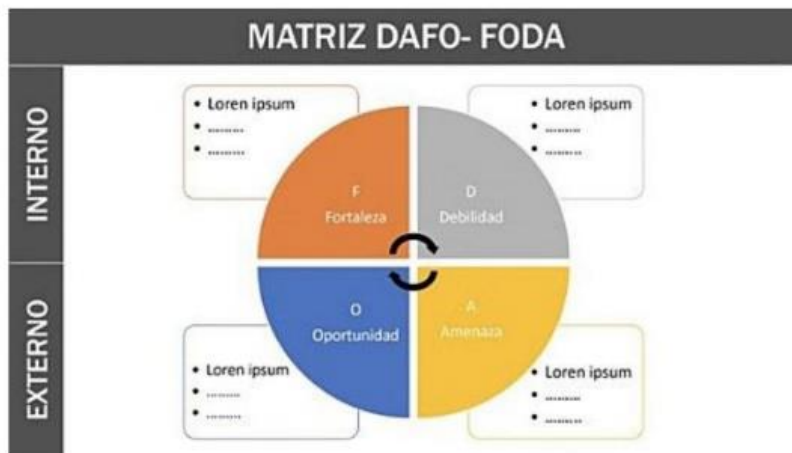 MATRIZ DAFO- FODA
INTERNO
• Loren ipsum
• .........
• .........
F
Fortaleza
• Loren ipsum
• .........
• .........
D
Debilidad
EXTERNO
O
Oportunidad
• Loren ipsum
• .........
• .........
A
Amenaza
• Loren ipsum
• .........
• .........